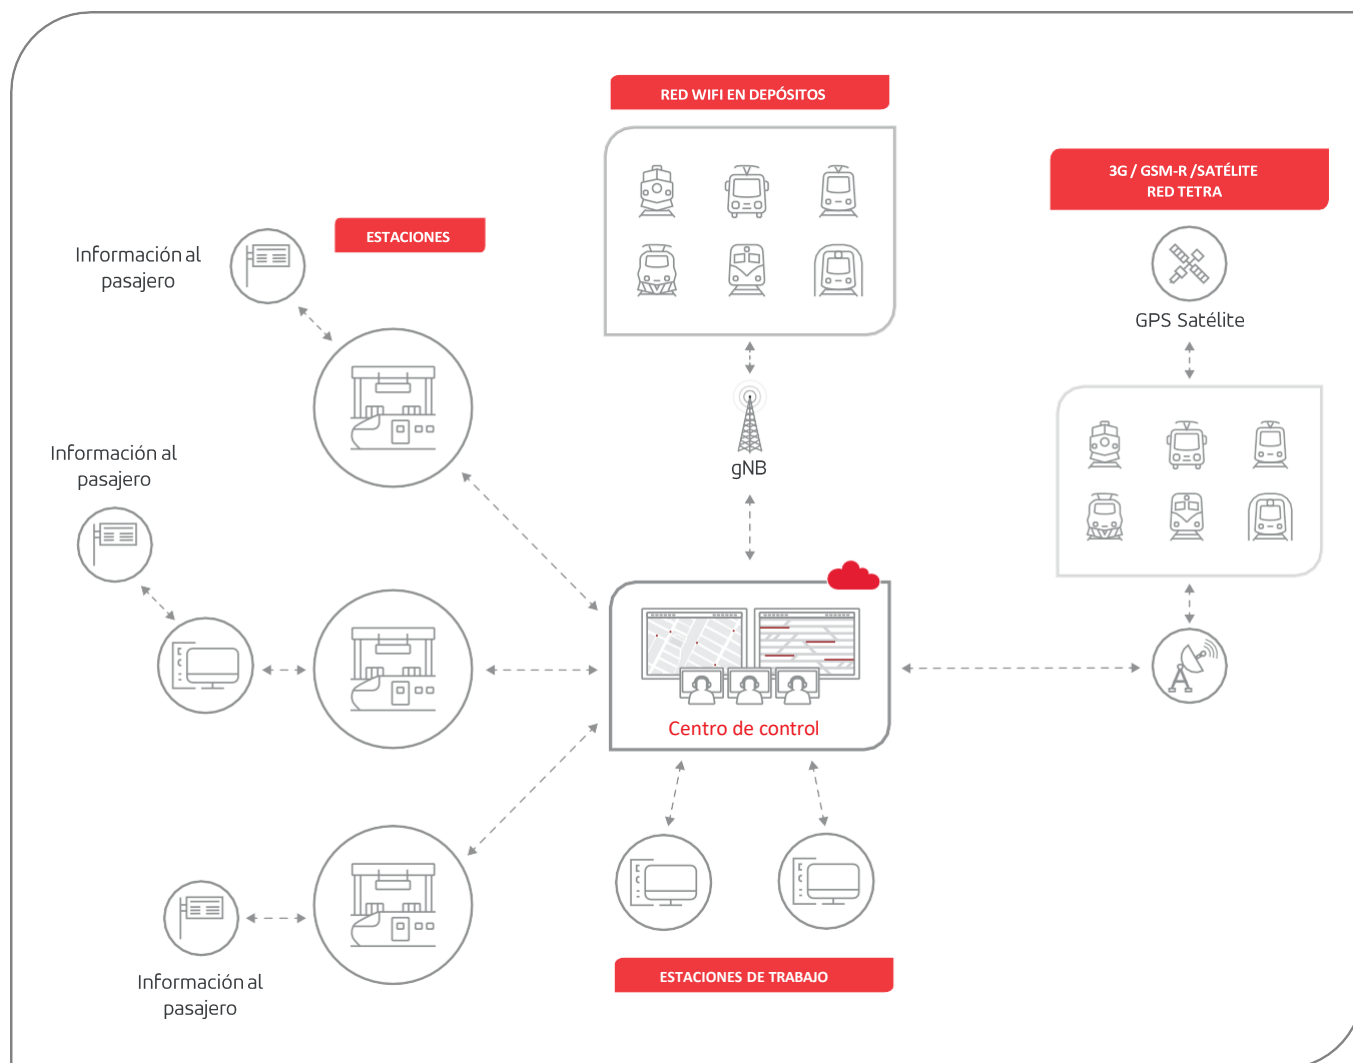 RED WIFI EN DEPÓSITOS
3G / GSM-R /SATÉLITE
RED TETRA
ESTACIONES
Información al
pasajero
GPS Satélite
Información al
pasajero
gNB
Centro de control
ESTACIONES DE TRABAJO
Información al
pasajero